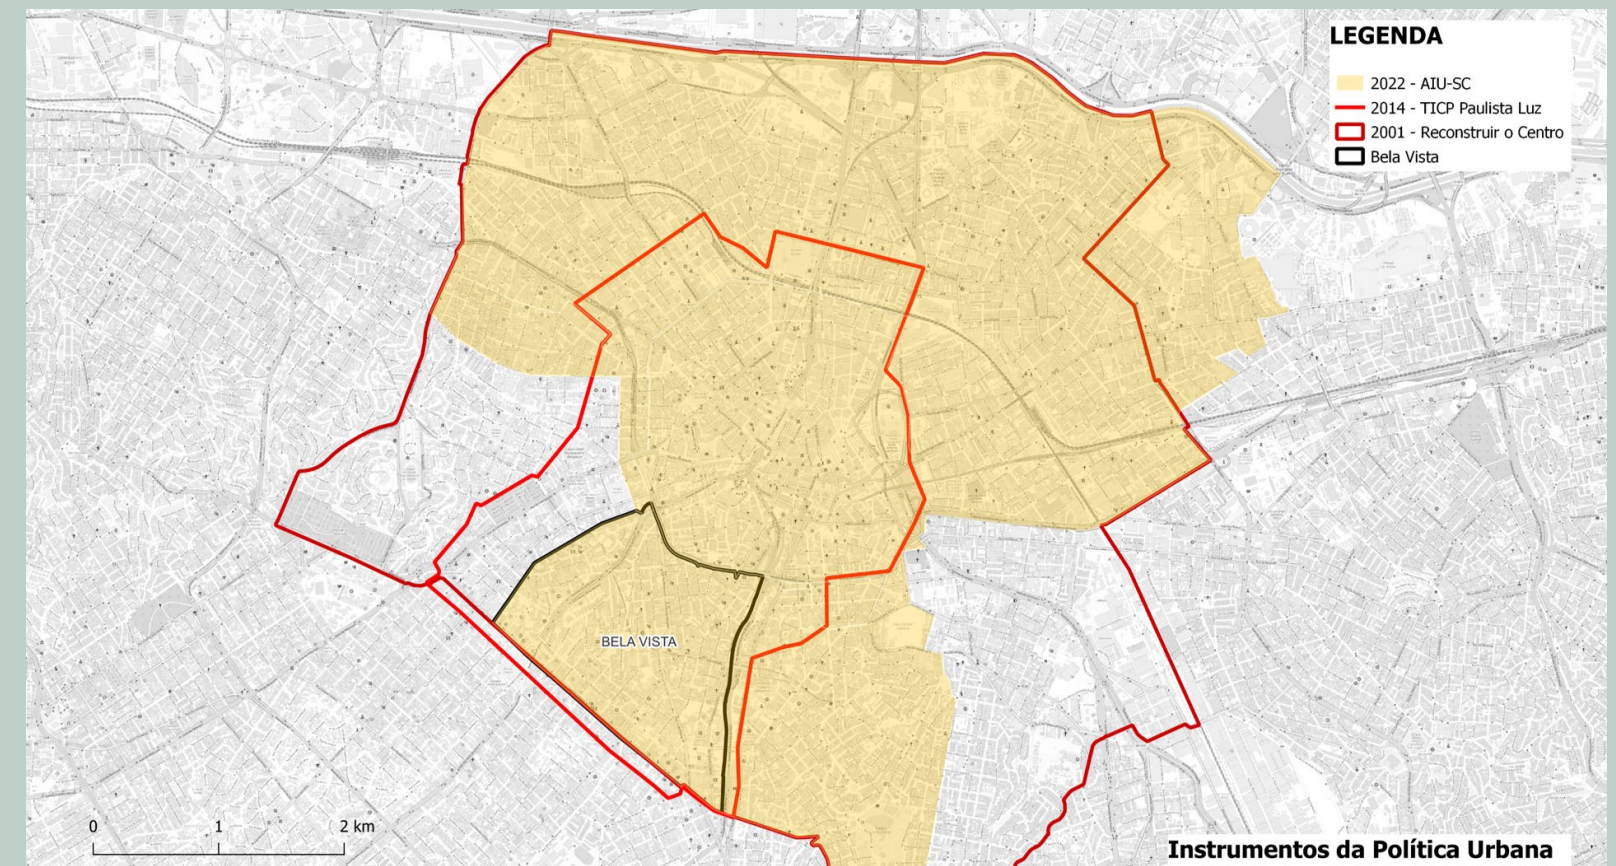 LEGENDA
2022 - AIU-SC
2014 - TICP Paulista Luz
2001 - Reconstruir o Centro
Bela Vista
BELA VISTA
0 1 2 km
Instrumentos da Política Urbana